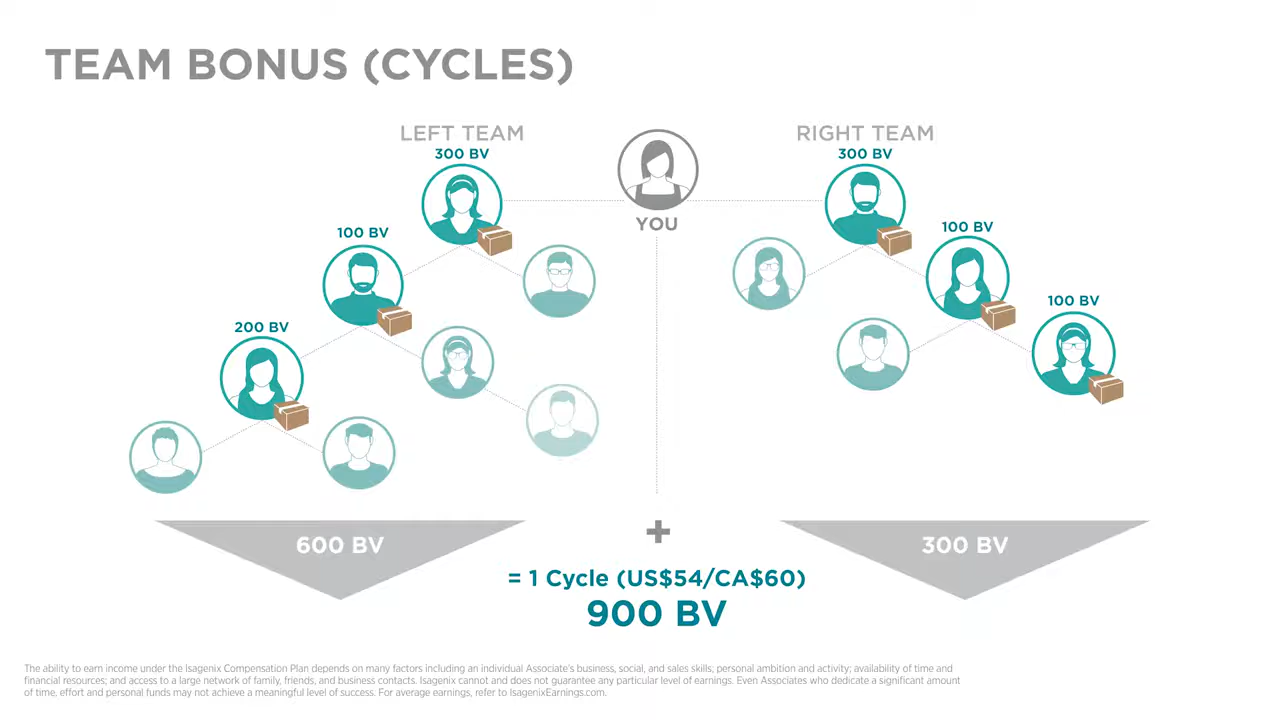 TEAM BONUS (CYCLES)
LEFT TEAM
300 BV
RIGHT TEAM
300 BV
YOU
100 BV
100 BV
200 BV
100 BV
600 BV
+
300 BV
= 1 Cycle (US$54/CA$60)
900 BV
The ability to earn income under the Isagenix Compensation Plan depends on many factors including an individual Associate's business, social, and sales skills; personal ambition and activity; availability of time and
financial resources; and access to a large network of family, friends, and business contacts. Isagenix cannot and does not guarantee any particular level of earnings. Even Associates who dedicate a significant amount
of time, effort and personal funds may not achieve a meaningful level of success. For average earnings, refer to IsagenixEarnings.com.